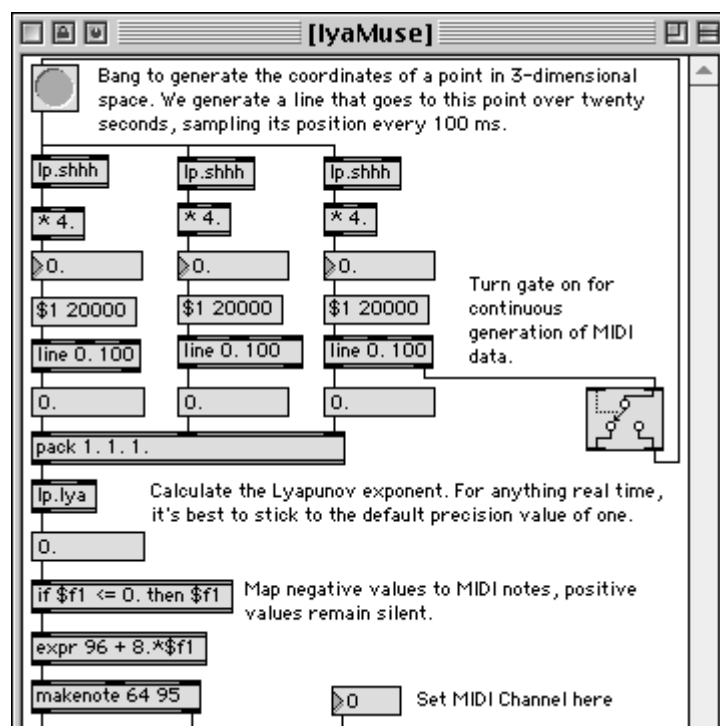 [lyaMuse]
Bang to generate the coordinates of a point in 3-dimensional
space. We generate a line that goes to this point over twenty
seconds, sampling its position every 100 ms.
lp.shhh lp.shhh lp.shhh
* 4. * 4. * 4.
0. 0. 0.
Turn gate on for
continuous
generation of MIDI
data.
$1 20000 $1 20000 $1 20000
line 0. 100 line 0. 100 line 0. 100
0. 0. 0.
pack 1. 1. 1.
lp.lya
Calculate the Lyapunov exponent. For anything real time,
it's best to stick to the default precision value of one.
0.
if $f1 <= 0. then $f1
Map negative values to MIDI notes, positive
values remain silent.
expr 96 + 8.*$f1
makenote 64 95
0
Set MIDI Channel here